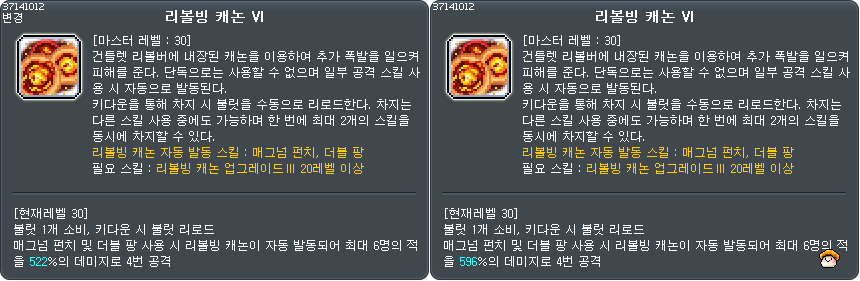 37141012
변경
리볼빙 캐논 VI
[마스터 레벨 : 30]
건틀렛 리볼버에 내장된 캐논을 이용하여 추가 폭발을 일으켜
피해를 준다. 단독으로는 사용할 수 없으며 일부 공격 스킬 사
용 시 자동으로 발동된다.
키다운을 통해 차지 시 불릿을 수동으로 리로드한다. 차지는
다른 스킬 사용 중에도 가능하며 한 번에 최대 2개의 스킬을
동시에 차지할 수 있다.
리볼빙 캐논 자동 발동 스킬 : 매그넘 펀치, 더블 팡
필요 스킬 : 리볼빙 캐논 업그레이드Ⅲ 20레벨 이상
[현재레벨 30]
불릿 1개 소비, 키다운 시 불릿 리로드
매그넘 펀치 및 더블 팡 사용 시 리볼빙 캐논이 자동 발동되어 최대 6명의 적
을 522%의 데미지로 4번 공격
37141012
리볼빙 캐논 VI
[마스터 레벨 : 30]
건틀렛 리볼버에 내장된 캐논을 이용하여 추가 폭발을 일으켜
피해를 준다. 단독으로는 사용할 수 없으며 일부 공격 스킬 사
용 시 자동으로 발동된다.
키다운을 통해 차지 시 불릿을 수동으로 리로드한다. 차지는
다른 스킬 사용 중에도 가능하며 한 번에 최대 2개의 스킬을
동시에 차지할 수 있다.
리볼빙 캐논 자동 발동 스킬 : 매그넘 펀치, 더블 팡
필요 스킬 : 리볼빙 캐논 업그레이드Ⅲ 20레벨 이상
[현재레벨 30]
불릿 1개 소비, 키다운 시 불릿 리로드
매그넘 펀치 및 더블 팡 사용 시 리볼빙 캐논이 자동 발동되어 최대 6명의 적
을 596%의 데미지로 4번 공격